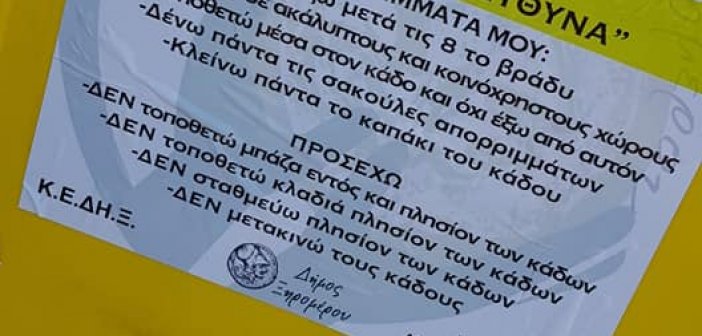 ΥΘΥΝΑ”
ΜΜΑΤΑ ΜΟΥ:
μετά τις 8 το βράδυ
σε ακάλυπτους και κοινόχρηστους χώρους
ποθετώ μέσα στον κάδο και όχι έξω από αυτόν
-Δένω πάντα τις σακούλες απορριμμάτων
-Κλείνω πάντα το καπάκι του κάδου
ΠΡΟΣΕΧΩ
-ΔΕΝ τοποθετώ μπάζα εντός και πλησίον των κάδων
-ΔΕΝ τοποθετώ κλαδιά πλησίον των κάδων
-ΔΕΝ σταθμεύω πλησίον των κάδων
-ΔΕΝ μετακινώ τους κάδους
Κ.Ε.ΔΗ.Ξ.
Δήμος
Ξηρομέρου